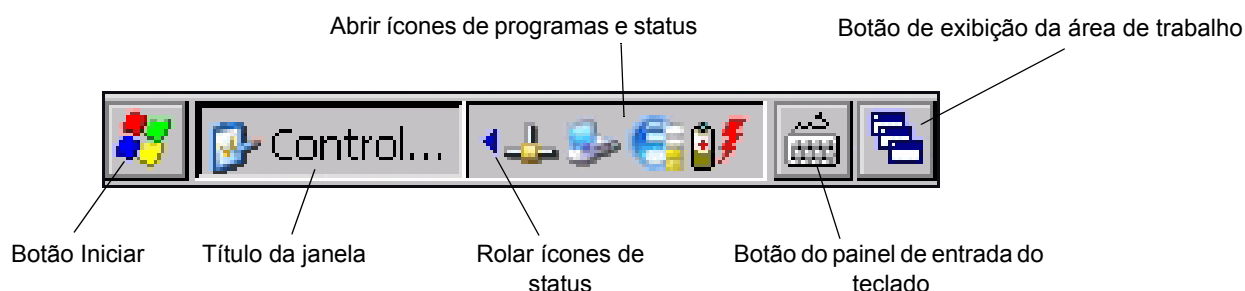 Abrir ícones de programas e status
Botão de exibição da área de trabalho
Control...
Botão Iniciar
Título da janela
Rolar ícones de
status
Botão do painel de entrada do
teclado